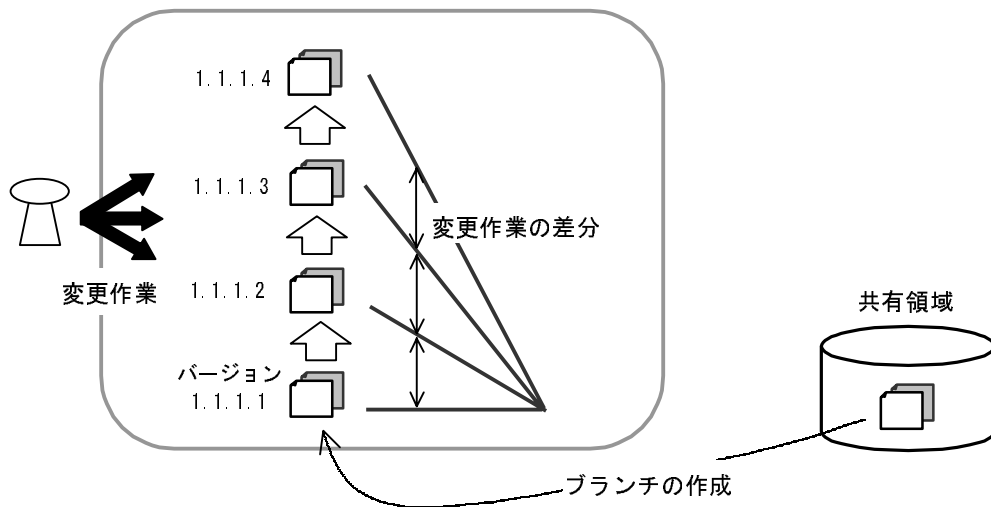 1.1.1.4
1.1.1.3
変更作業の差分
変更作業
1.1.1.2
共有領域
バージョン
1.1.1.1
ブランチの作成